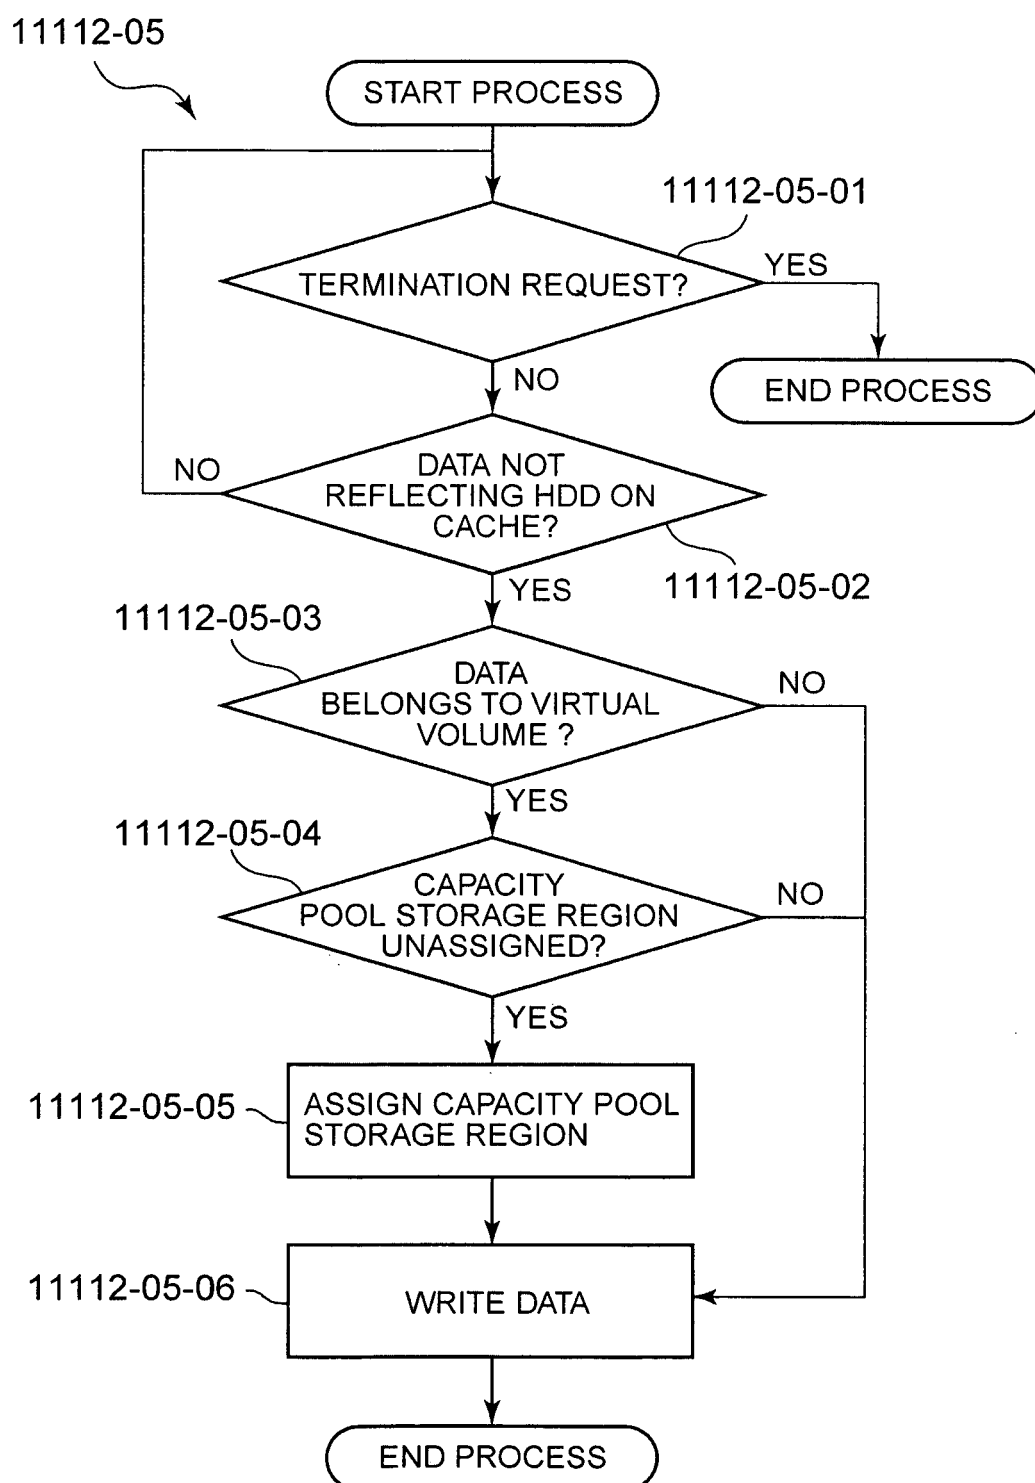 11112-05
START PROCESS
11112-05-01
TERMINATION REQUEST?
YES
END PROCESS
NO
NO
DATA NOT
REFLECTING HDD ON
CACHE?
11112-05-02
YES
11112-05-03
DATA
BELONGS TO VIRTUAL
VOLUME ?
NO
YES
11112-05-04
CAPACITY
POOL STORAGE REGION
UNASSIGNED?
NO
YES
11112-05-05
ASSIGN CAPACITY POOL
STORAGE REGION
11112-05-06
WRITE DATA
END PROCESS